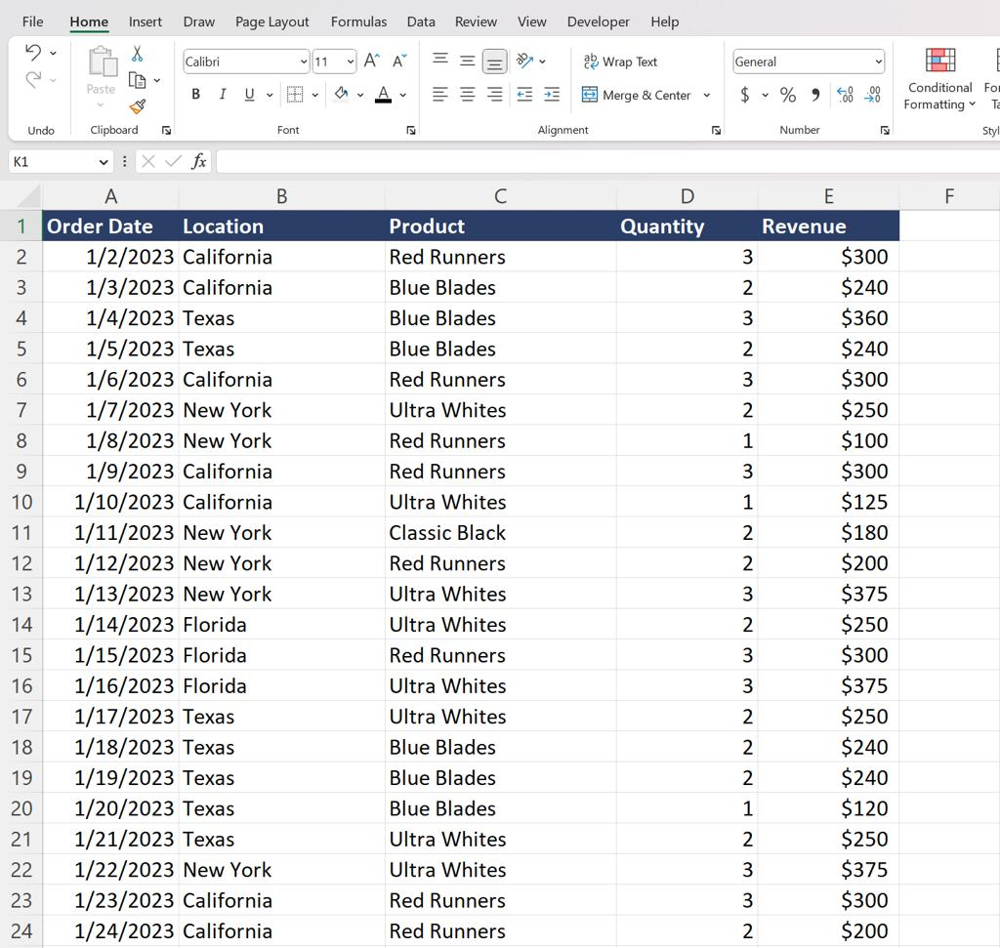 File Home Insert Draw Page Layout Formulas Data Review View Developer Help
Calibri 11 ab Wrap Text General
Paste Conditional
B I U A Merge & Center $ % 9 .00 .00 Formatting
Undo Clipboard Font Alignment Number
K1 fx
A B C D E F
1 Order Date Location Product Quantity Revenue
2 1/2/2023 California Red Runners 3 $300
3 1/3/2023 California Blue Blades 2 $240
4 1/4/2023 Texas Blue Blades 3 $360
5 1/5/2023 Texas Blue Blades 2 $240
6 1/6/2023 California Red Runners 3 $300
7 1/7/2023 New York Ultra Whites 2 $250
8 1/8/2023 New York Red Runners 1 $100
9 1/9/2023 California Red Runners 3 $300
10 1/10/2023 California Ultra Whites 1 $125
11 1/11/2023 New York Classic Black 2 $180
12 1/12/2023 New York Red Runners 2 $200
13 1/13/2023 New York Ultra Whites 3 $375
14 1/14/2023 Florida Ultra Whites 2 $250
15 1/15/2023 Florida Red Runners 3 $300
16 1/16/2023 Florida Ultra Whites 3 $375
17 1/17/2023 Texas Ultra Whites 2 $250
18 1/18/2023 Texas Blue Blades 2 $240
19 1/19/2023 Texas Blue Blades 2 $240
20 1/20/2023 Texas Blue Blades 1 $120
21 1/21/2023 Texas Ultra Whites 2 $250
22 1/22/2023 New York Ultra Whites 3 $375
23 1/23/2023 California Red Runners 3 $300
24 1/24/2023 California Red Runners 2 $200